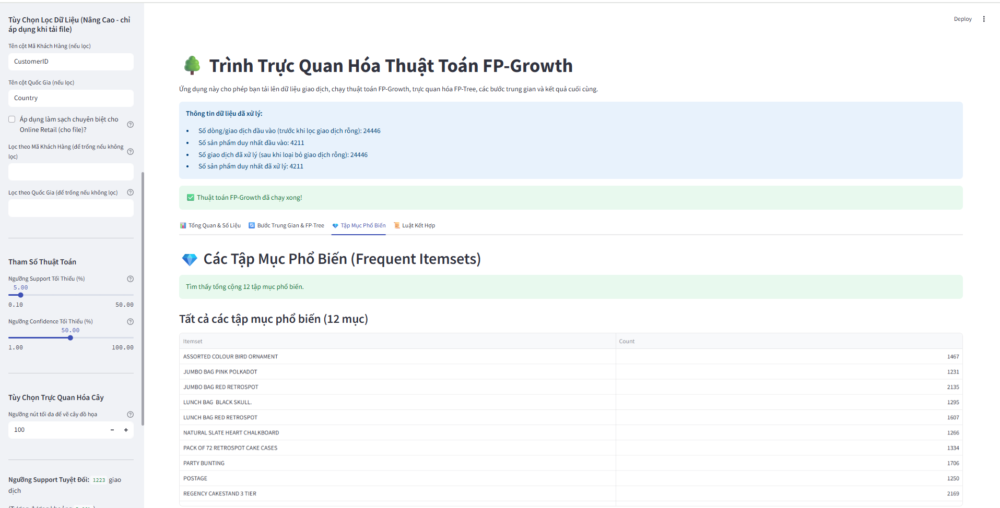 Tùy Chọn Lọc Dữ Liệu (Nâng Cao - chỉ
áp dụng khi tải file)
Tên cột Mã Khách Hàng (nếu lọc)
CustomerID
Tên cột Quốc Gia (nếu lọc)
Country
Áp dụng làm sạch chuyên biệt cho
Online Retail (cho file)?
Lọc theo Mã Khách Hàng (để trống nếu không
lọc)
Lọc theo Quốc Gia (để trống nếu không lọc)
Tham Số Thuật Toán
Ngưỡng Support Tối Thiểu (%)
5.00
0.10 50.00
Ngưỡng Confidence Tối Thiểu (%)
50.00
1.00 100.00
Tùy Chọn Trực Quan Hóa Cây
Ngưỡng nút tối đa để vẽ cây đồ họa
100 - +
Ngưỡng Support Tuyệt Đối: 1223 giao
dịch
Deploy
Trình Trực Quan Hóa Thuật Toán FP-Growth
Ứng dụng này cho phép bạn tải lên dữ liệu giao dịch, chạy thuật toán FP-Growth, trực quan hóa FP-Tree, các bước trung gian và kết quả cuối cùng.
Thông tin dữ liệu đã xử lý:
• Số dòng/giao dịch đầu vào (trước khi lọc giao dịch rỗng): 24446
• Số sản phẩm duy nhất đầu vào: 4211
• Số giao dịch đã xử lý (sau khi loại bỏ giao dịch rỗng): 24446
• Số sản phẩm duy nhất đã xử lý: 4211
✅ Thuật toán FP-Growth đã chạy xong!
Tổng Quan & Số Liệu Bước Trung Gian & FP-Tree Tập Mục Phổ Biến Luật Kết Hợp
Các Tập Mục Phổ Biến (Frequent Itemsets)
Tìm thấy tổng cộng 12 tập mục phổ biến.
Tất cả các tập mục phổ biến (12 mục)
Itemset Count
ASSORTED COLOUR BIRD ORNAMENT 1467
JUMBO BAG PINK POLKADOT 1231
JUMBO BAG RED RETROSPOT 2135
LUNCH BAG  BLACK SKULL. 1295
LUNCH BAG RED RETROSPOT 1607
NATURAL SLATE HEART CHALKBOARD 1266
PACK OF 72 RETROSPOT CAKE CASES 1334
PARTY BUNTING 1706
POSTAGE 1250
REGENCY CAKESTAND 3 TIER 2169